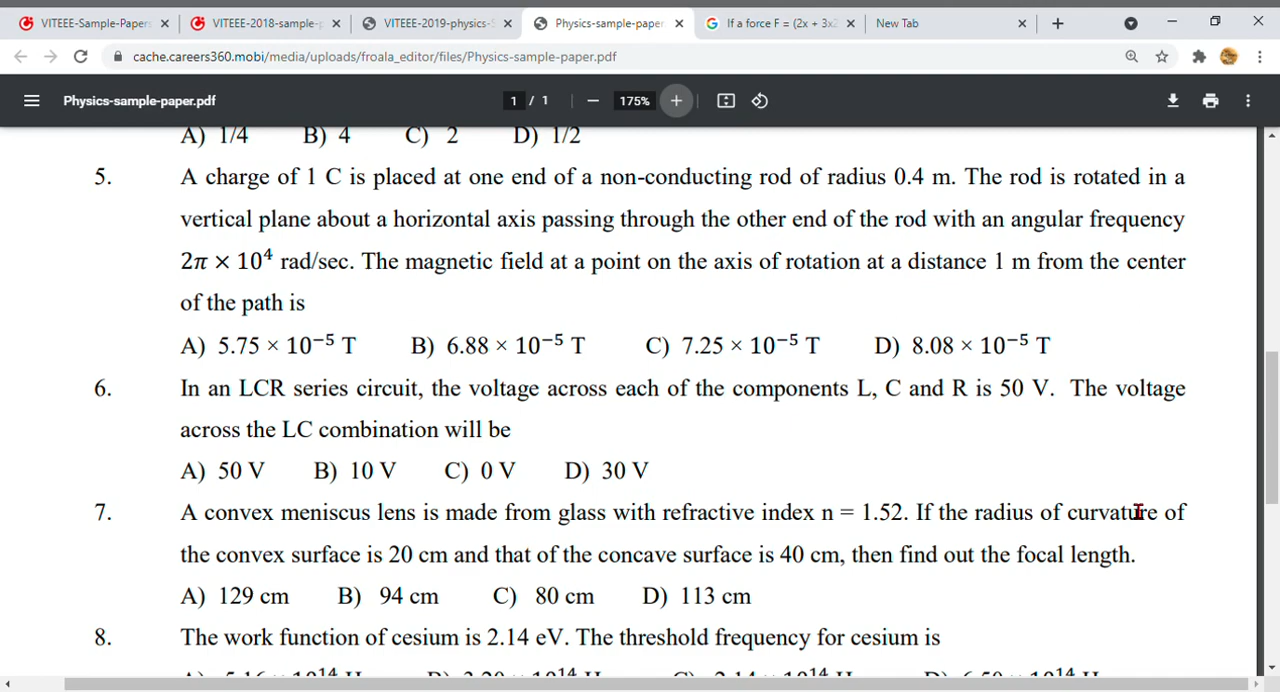 VITEEE-Sample-Paper VITEEE-2018-sample- VITEEE-2019-physics- Physics-sample-paper. If a force F = (2x + 3x2 New Tab
cache.careers360.mobi/media/uploads/froala_editor/files/Physics-sample-paper.pdf
Physics-sample-paper.pdf 1 / 1 175%
A) 1/4 B) 4 C) 2 D) 1/2
5. A charge of 1 C is placed at one end of a non-conducting rod of radius 0.4 m. The rod is rotated in a
vertical plane about a horizontal axis passing through the other end of the rod with an angular frequency
2π × 10⁴ rad/sec. The magnetic field at a point on the axis of rotation at a distance 1 m from the center
of the path is
A) 5.75 × 10⁻⁵ T B) 6.88 × 10⁻⁵ T C) 7.25 × 10⁻⁵ T D) 8.08 × 10⁻⁵ T
6. In an LCR series circuit, the voltage across each of the components L, C and R is 50 V. The voltage
across the LC combination will be
A) 50 V B) 10 V C) 0 V D) 30 V
7. A convex meniscus lens is made from glass with refractive index n = 1.52. If the radius of curvature of
the convex surface is 20 cm and that of the concave surface is 40 cm, then find out the focal length.
A) 129 cm B) 94 cm C) 80 cm D) 113 cm
8. The work function of cesium is 2.14 eV. The threshold frequency for cesium is